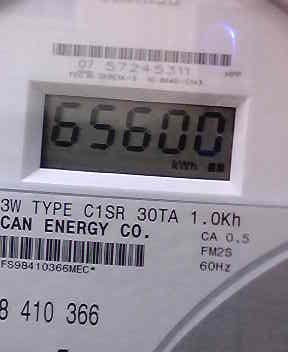 07 57245311 MPP
65600
kWh
3W TYPE C1SR 30TA 1.0Kh
CAN ENERGY CO.
CA 0.5
FM2S
FS98410366MEC*
60Hz
8 410 366